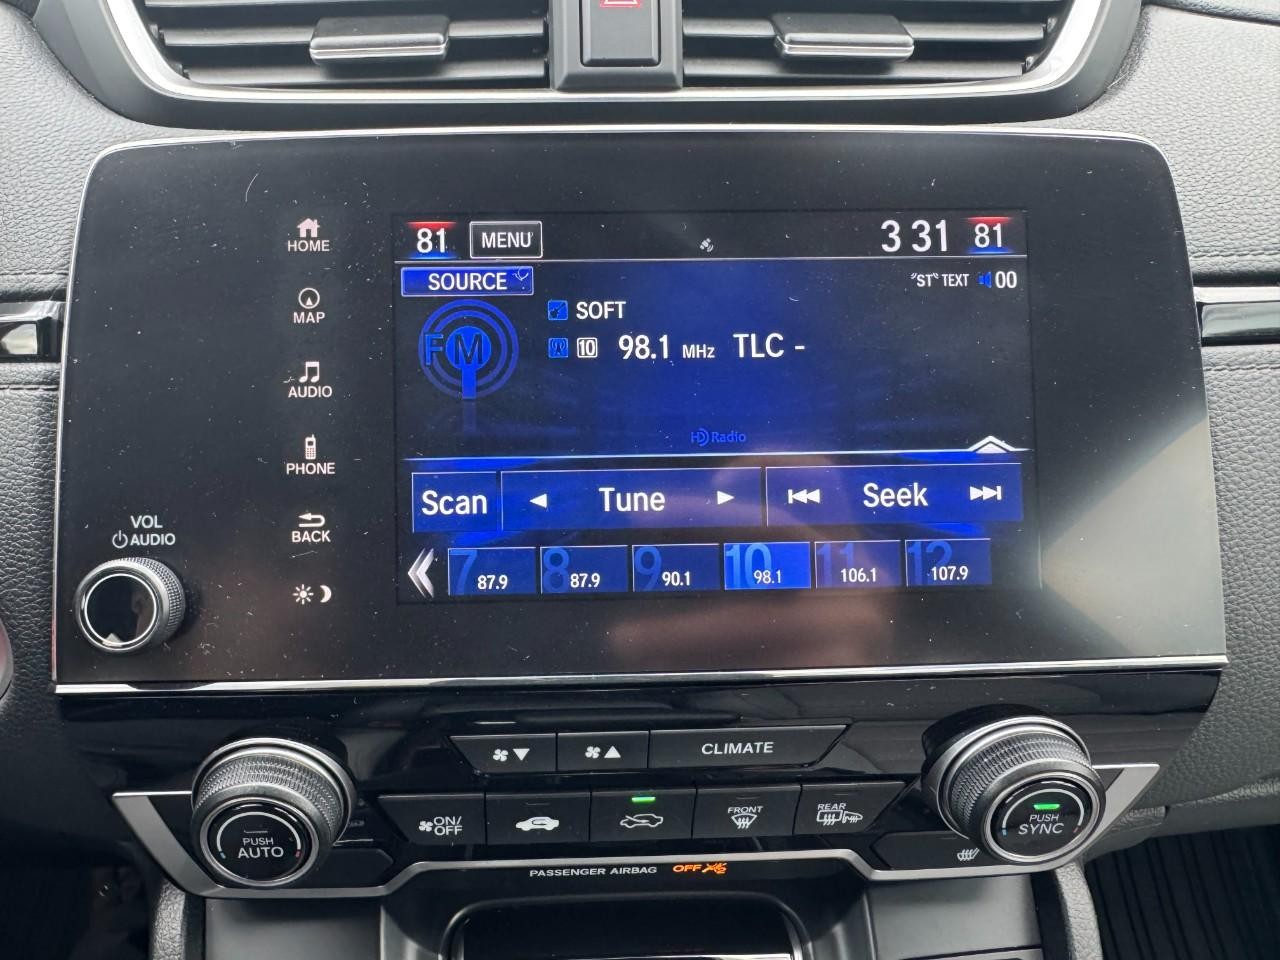 81 MENU 3 31 81
HOME
SOURCE "ST" TEXT 00
SOFT
MAP
FM 10 98.1 MHz TLC -
AUDIO
HD Radio
PHONE
Scan Tune Seek
VOL
AUDIO
BACK
7 87.9 8 87.9 9 90.1 10 98.1 11 106.1 12 107.9
CLIMATE
ON/
OFF
FRONT
REAR
PUSH
AUTO
PUSH
SYNC
PASSENGER AIRBAG OFF 2